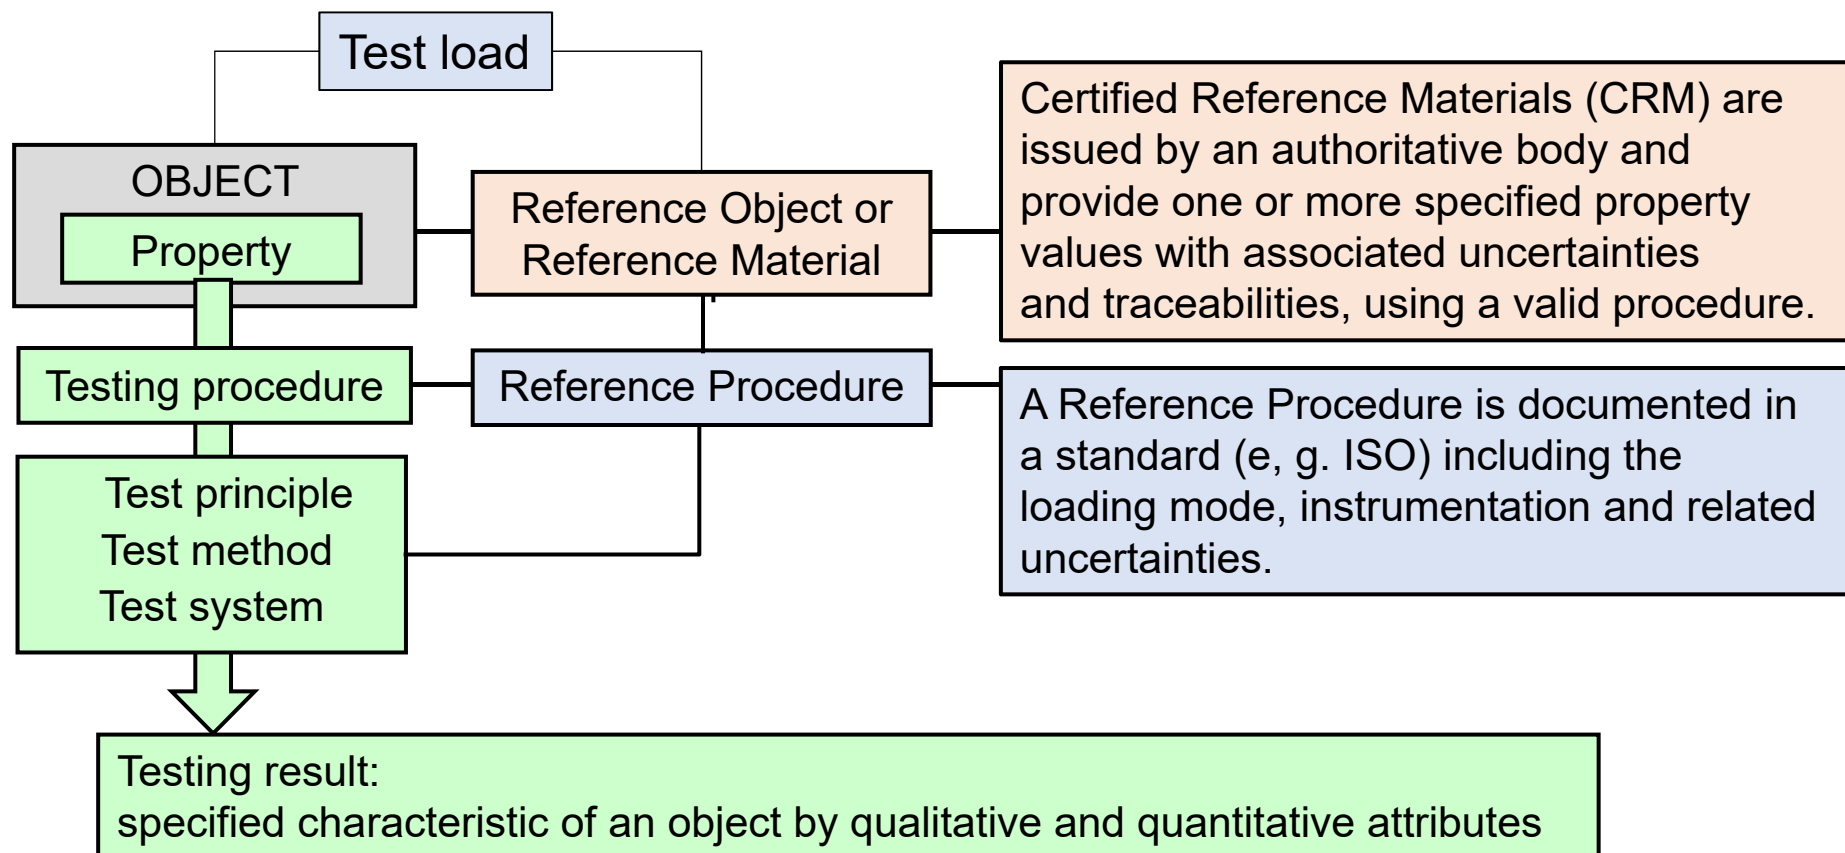 Test load
OBJECT
Property
Reference Object or
Reference Material
Certified Reference Materials (CRM) are
issued by an authoritative body and
provide one or more specified property
values with associated uncertainties
and traceabilities, using a valid procedure.
Testing procedure
Reference Procedure
A Reference Procedure is documented in
a standard (e, g. ISO) including the
loading mode, instrumentation and related
uncertainties.
Test principle
Test method
Test system
Testing result:
specified characteristic of an object by qualitative and quantitative attributes